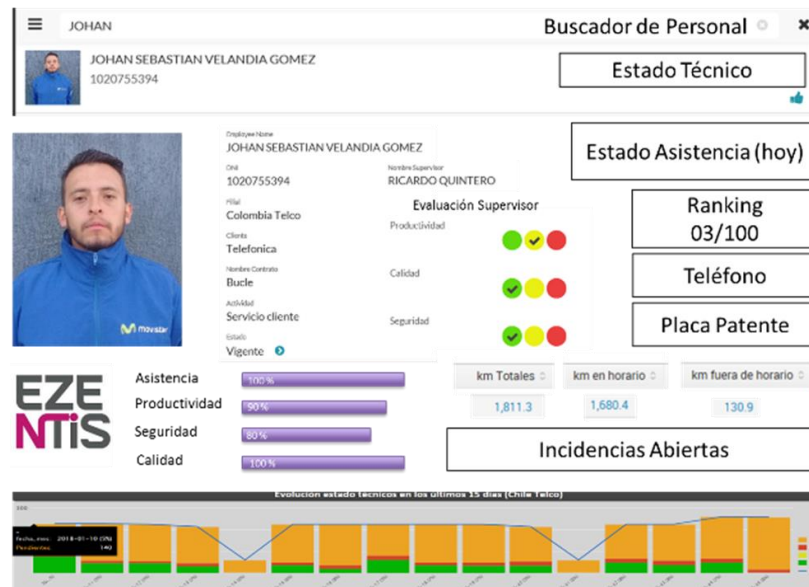 JOHAN
Buscador de Personal
JOHAN SEBASTIAN VELANDIA GOMEZ
1020755394
Estado Técnico
Employee Name
JOHAN SEBASTIAN VELANDIA GOMEZ
Estado Asistencia (hoy)
DNI
Nombre Supervisor
1020755394
RICARDO QUINTERO
Filial
Evaluación Supervisor
Ranking
03/100
Colombia Telco
Productividad
Cliente
Telefonica
Nombre Contrato
Calidad
Teléfono
Bucle
Actividad
Servicio cliente
Seguridad
Placa Patente
Estado
Vigente
movistar
EZE
NTiS
Asistencia
100 %
Productividad
90 %
Seguridad
80 %
Calidad
100 %
km Totales
km en horario
km fuera de horario
1,811.3
1,680.4
130.9
Incidencias Abiertas
Evolución estado técnicos en los últimos 15 días (Chile Telco)
Pendientes: 140